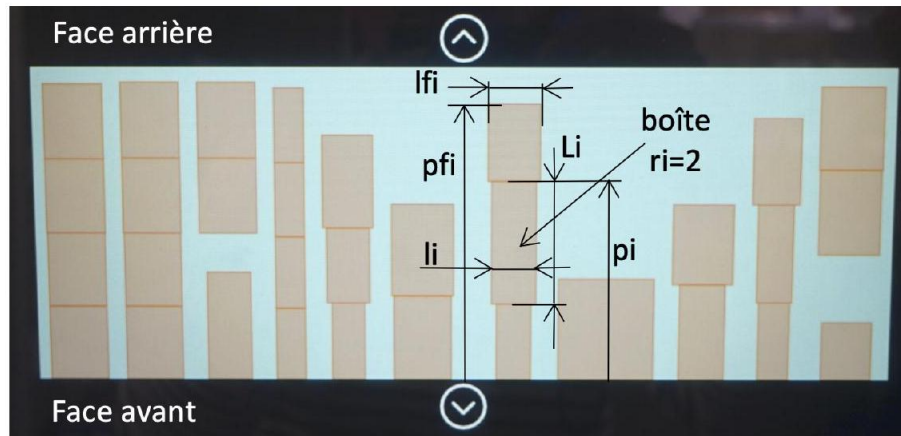 Face arrière
lfi
boîte
ri=2
Li
pfi
li
pi
Face avant